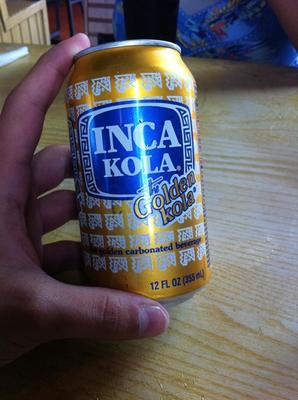 INCA
KOLA®
the Golden
kola
golden carbonated beverage
12 FL OZ (355 mL)